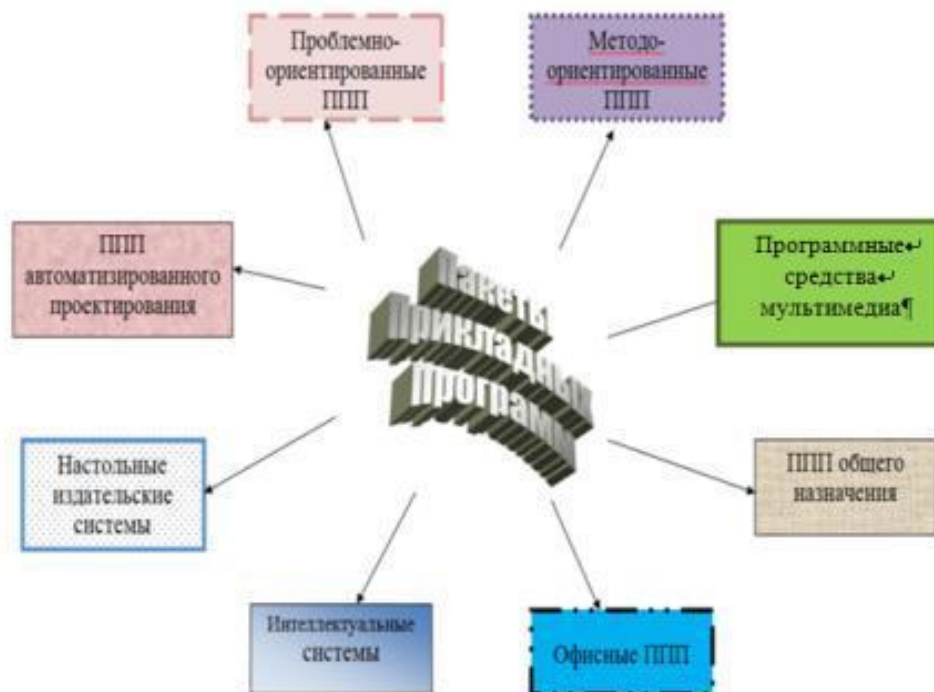 Проблемно-
ориентированные
ППП
Методо-
ориентированные
ППП
ППП
автоматизированного
проектирования
Программные↵
средства↵
мультимедиа¶
Пакеты
Прикладных
Программ
Настольные
издательские
системы
ППП общего
назначения
Интеллектуальные
системы
Офисные ППП